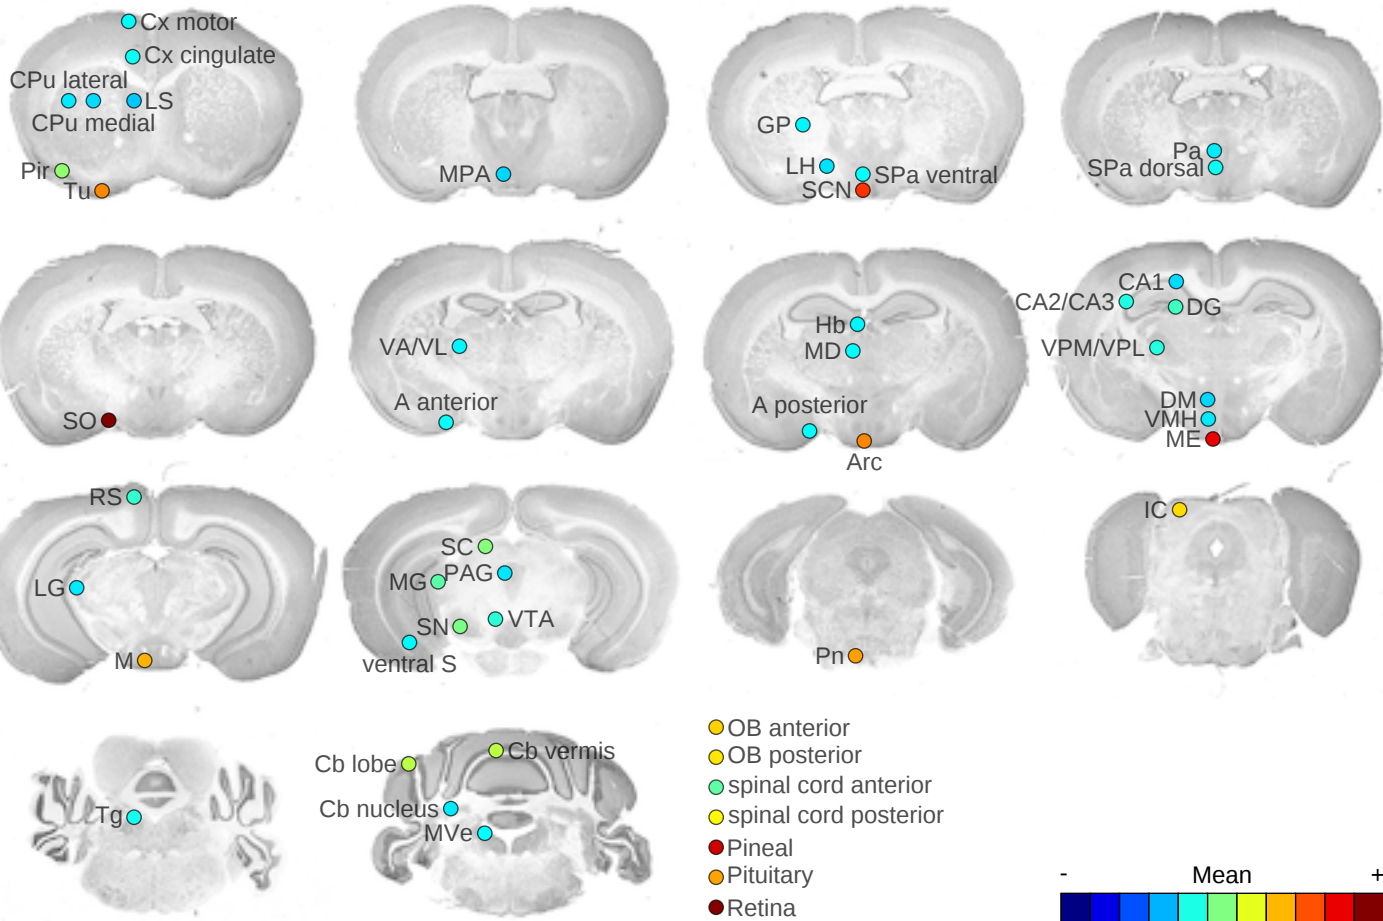 Cx motor
Cx cingulate
CPu lateral
LS
CPu medial
Pir
Tu
MPA
GP
LH
SPa ventral
SCN
Pa
SPa dorsal
SO
VA/VL
A anterior
Hb
MD
A posterior
Arc
CA1
CA2/CA3
DG
VPM/VPL
DM
VMH
ME
RS
LG
M
SC
MG
PAG
SN
VTA
ventral S
Pn
IC
Tg
Cb lobe
Cb vermis
Cb nucleus
MVe
OB anterior
OB posterior
spinal cord anterior
spinal cord posterior
Pineal
Pituitary
Retina
- Mean +